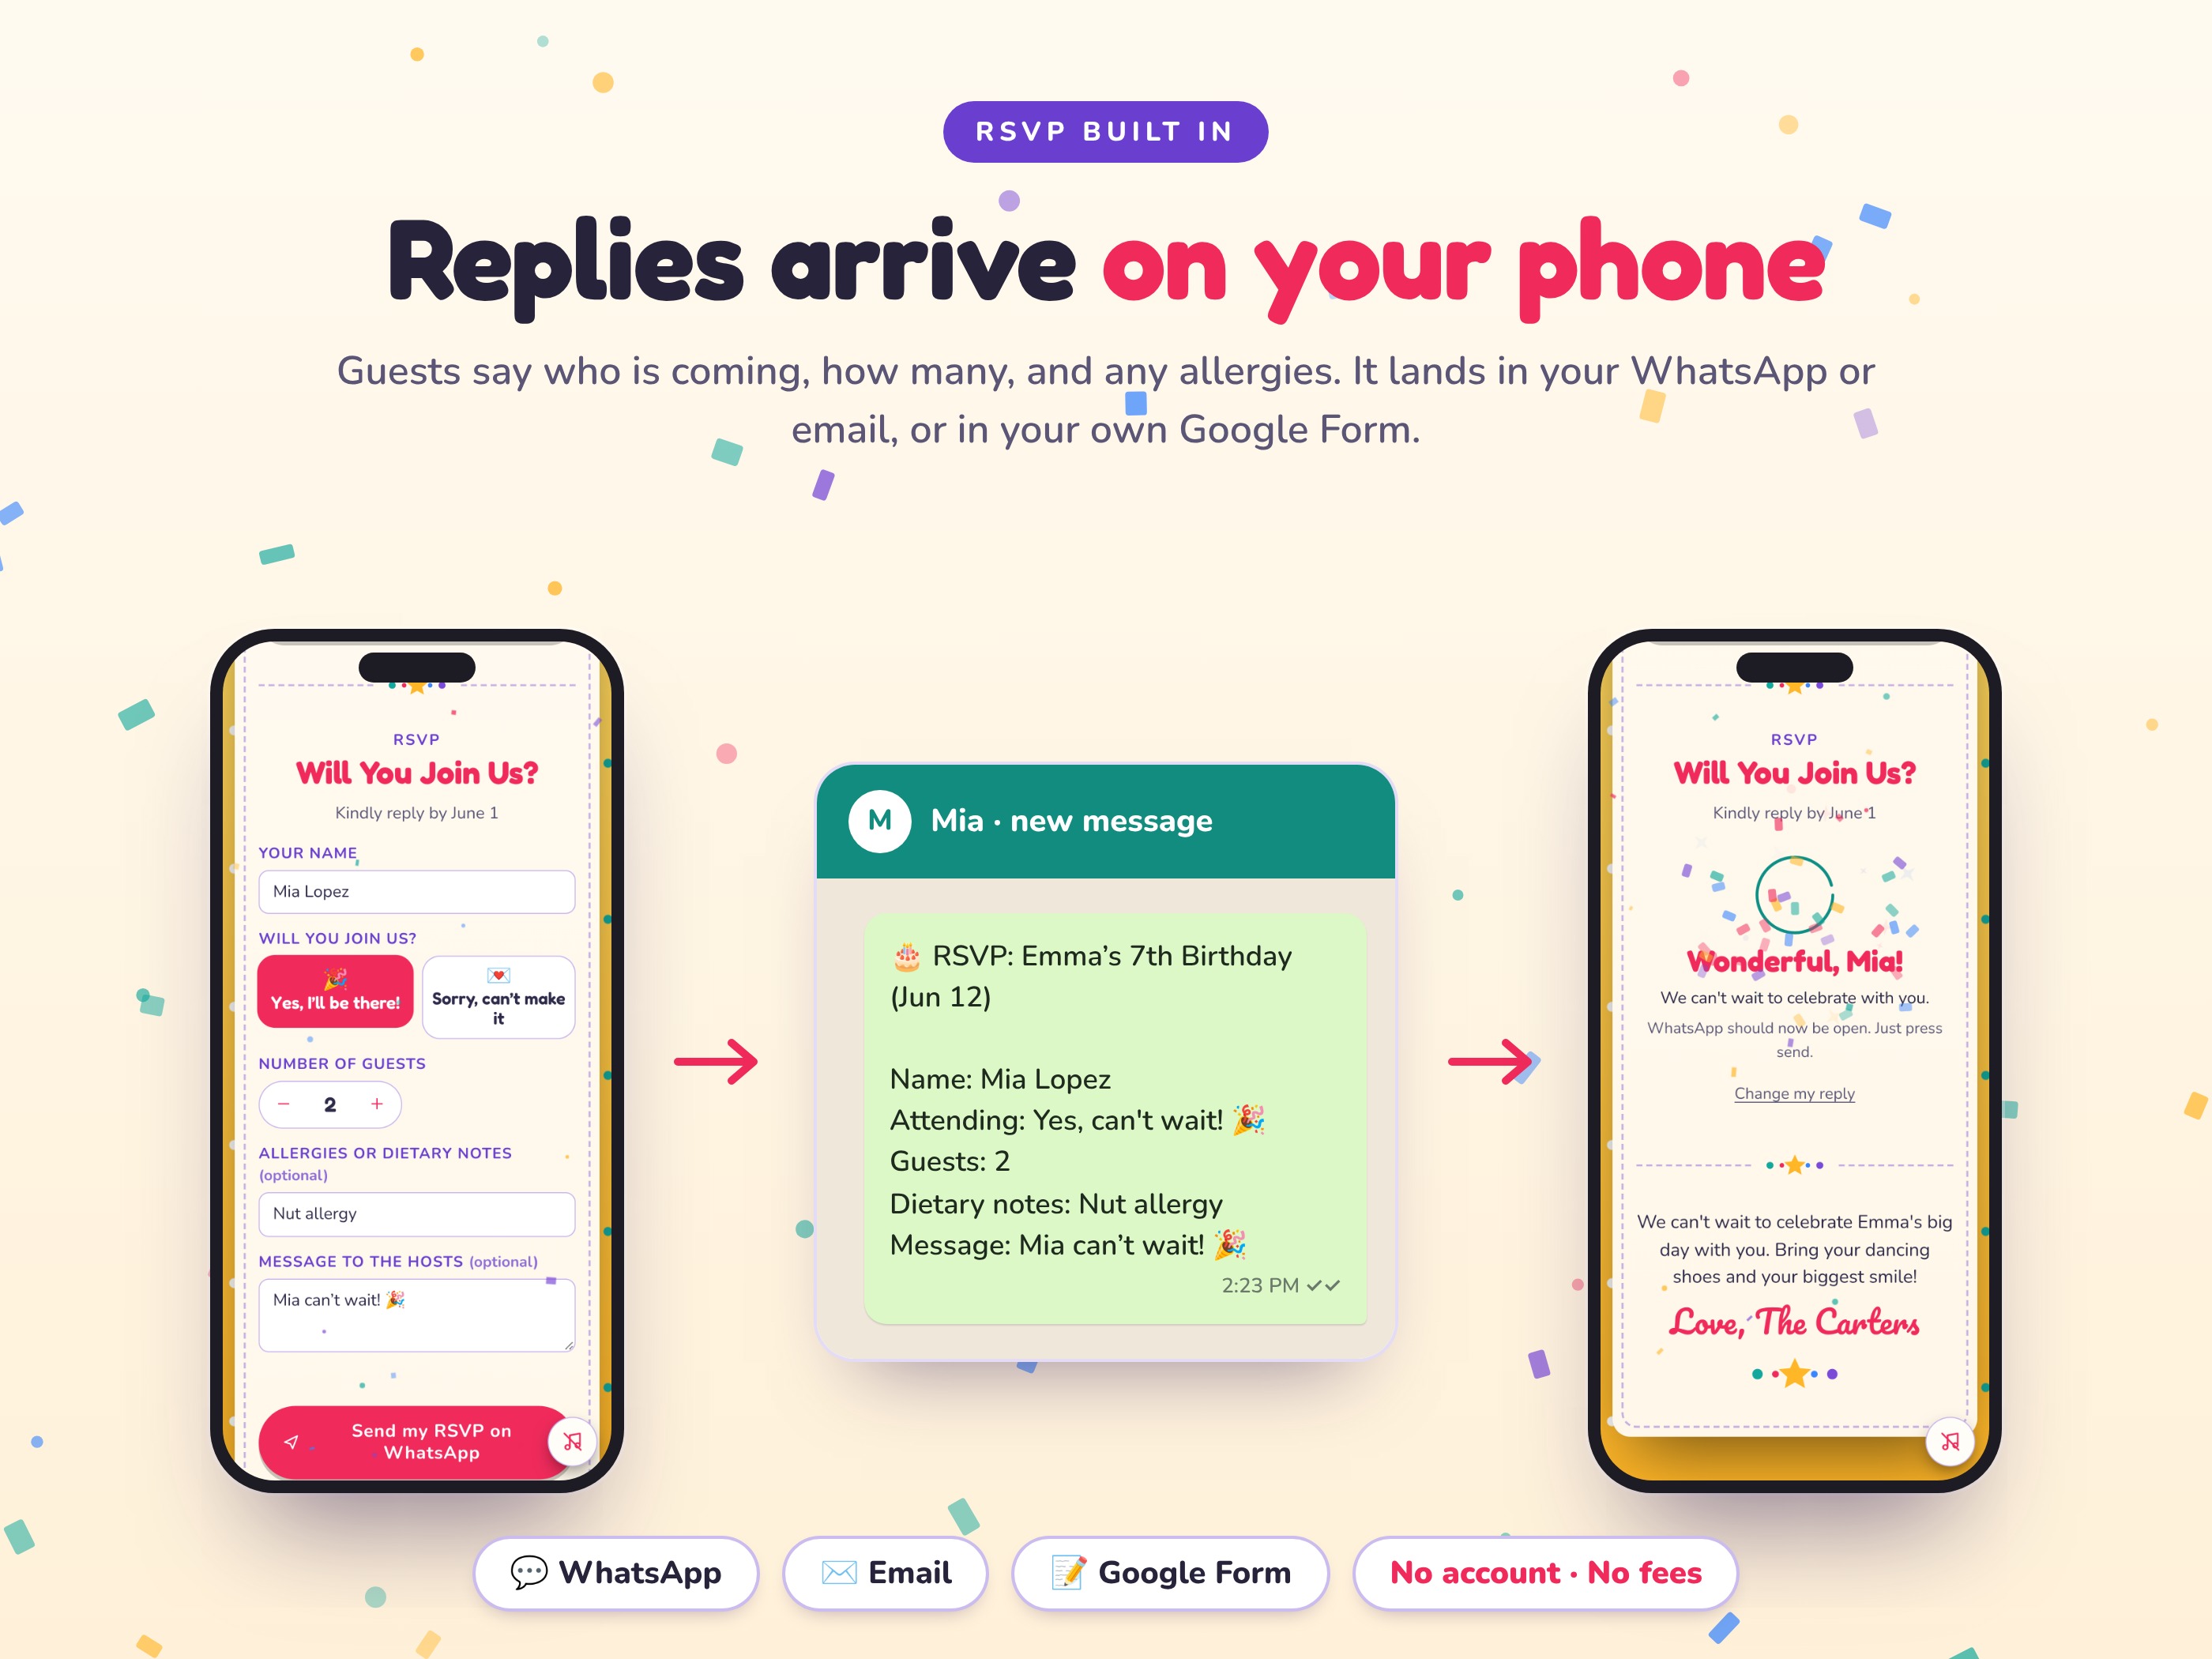 RSVP BUILT IN
Replies arrive on your phone
Guests say who is coming, how many, and any allergies. It lands in your WhatsApp or
email, or in your own Google Form.
RSVP
Will You Join Us?
Kindly reply by June 1
YOUR NAME
Mia Lopez
WILL YOU JOIN US?
🎉
Yes, I'll be there!
💌
Sorry, can't make
it
NUMBER OF GUESTS
− 2 +
ALLERGIES OR DIETARY NOTES
(optional)
Nut allergy
MESSAGE TO THE HOSTS (optional)
Mia can’t wait! 🎉
Send my RSVP on
WhatsApp
M
Mia · new message
🎂 RSVP: Emma’s 7th Birthday
(Jun 12)
Name: Mia Lopez
Attending: Yes, can't wait! 🎉
Guests: 2
Dietary notes: Nut allergy
Message: Mia can’t wait! 🎉
2:23 PM ✓✓
RSVP
Will You Join Us?
Kindly reply by June 1
Wonderful, Mia!
We can't wait to celebrate with you.
WhatsApp should now be open. Just press
send.
Change my reply
We can't wait to celebrate Emma's big
day with you. Bring your dancing
shoes and your biggest smile!
Love, The Carters
💬 WhatsApp
✉️ Email
📝 Google Form
No account · No fees